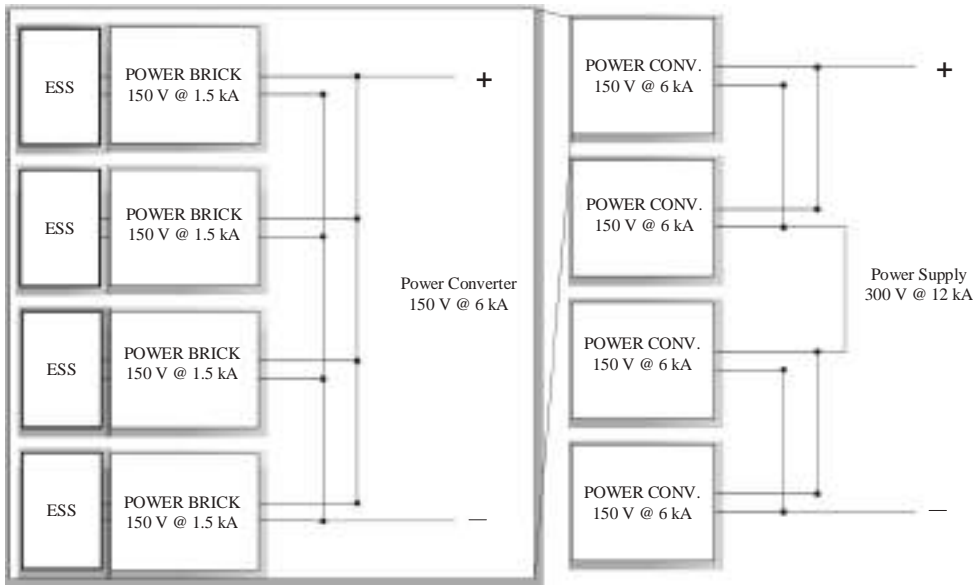 ESS
POWER BRICK
150 V @ 1.5 kA
+
ESS
POWER BRICK
150 V @ 1.5 kA
Power Converter
150 V @ 6 kA
ESS
POWER BRICK
150 V @ 1.5 kA
ESS
POWER BRICK
150 V @ 1.5 kA
—
POWER CONV.
150 V @ 6 kA
+
POWER CONV.
150 V @ 6 kA
Power Supply
300 V @ 12 kA
POWER CONV.
150 V @ 6 kA
POWER CONV.
150 V @ 6 kA
—